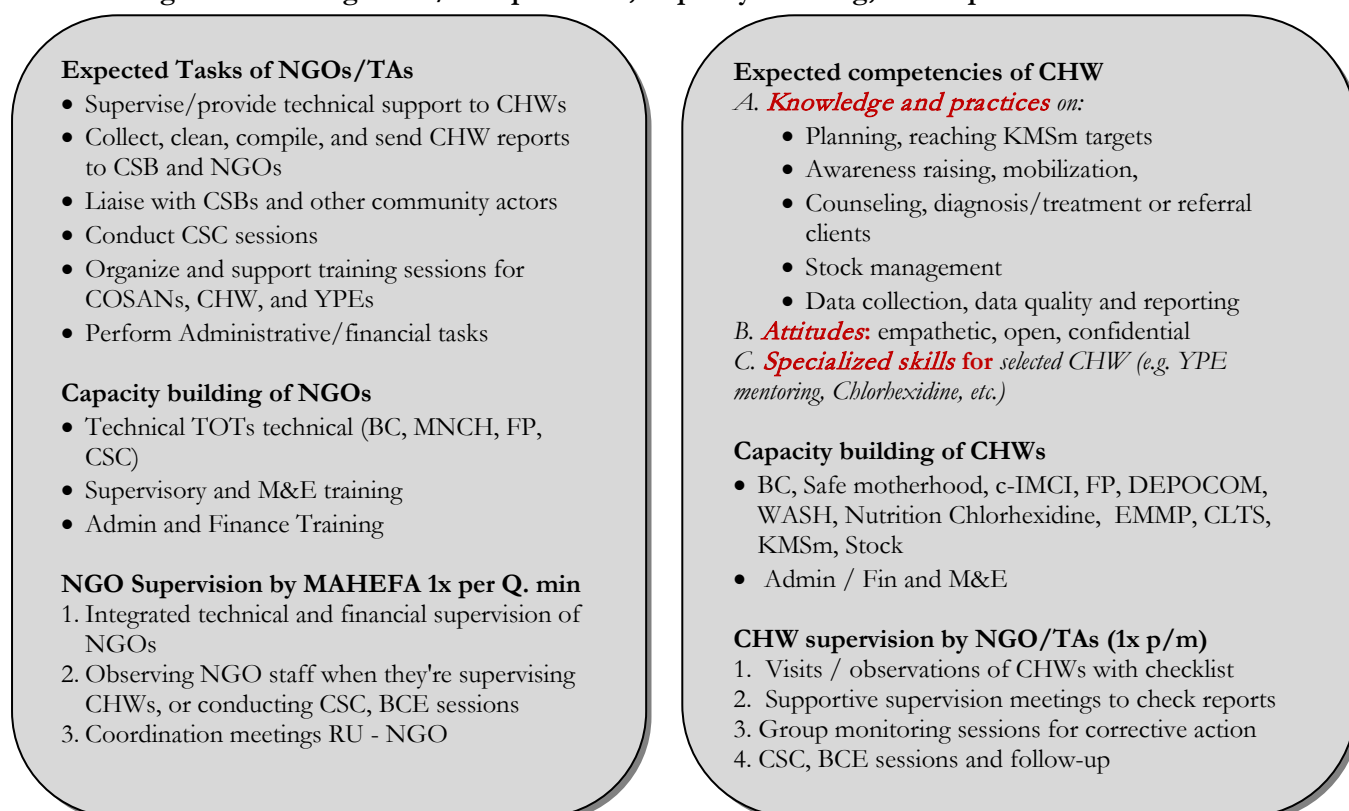 Expected Tasks of NGOs/TAs
• Supervise/provide technical support to CHWs
• Collect, clean, compile, and send CHW reports
to CSB and NGOs
• Liaise with CSBs and other community actors
• Conduct CSC sessions
• Organize and support training sessions for
COSANs, CHW, and YPEs
• Perform Administrative/financial tasks
Capacity building of NGOs
• Technical TOTs technical (BC, MNCH, FP,
CSC)
• Supervisory and M&E training
• Admin and Finance Training
NGO Supervision by MAHEFA 1x per Q. min
1. Integrated technical and financial supervision of
NGOs
2. Observing NGO staff when they're supervising
CHWs, or conducting CSC, BCE sessions
3. Coordination meetings RU - NGO
Expected competencies of CHW
A. Knowledge and practices on:
• Planning, reaching KMSm targets
• Awareness raising, mobilization,
• Counseling, diagnosis/treatment or referral
clients
• Stock management
• Data collection, data quality and reporting
B. Attitudes: empathetic, open, confidential
C. Specialized skills for selected CHW (e.g. YPE
mentoring, Chlorhexidine, etc.)
Capacity building of CHWs
• BC, Safe motherhood, c-IMCI, FP, DEPOCOM,
WASH, Nutrition Chlorhexidine, EMMP, CLTS,
KMSm, Stock
• Admin / Fin and M&E
CHW supervision by NGO/TAs (1x p/m)
1. Visits / observations of CHWs with checklist
2. Supportive supervision meetings to check reports
3. Group monitoring sessions for corrective action
4. CSC, BCE sessions and follow-up